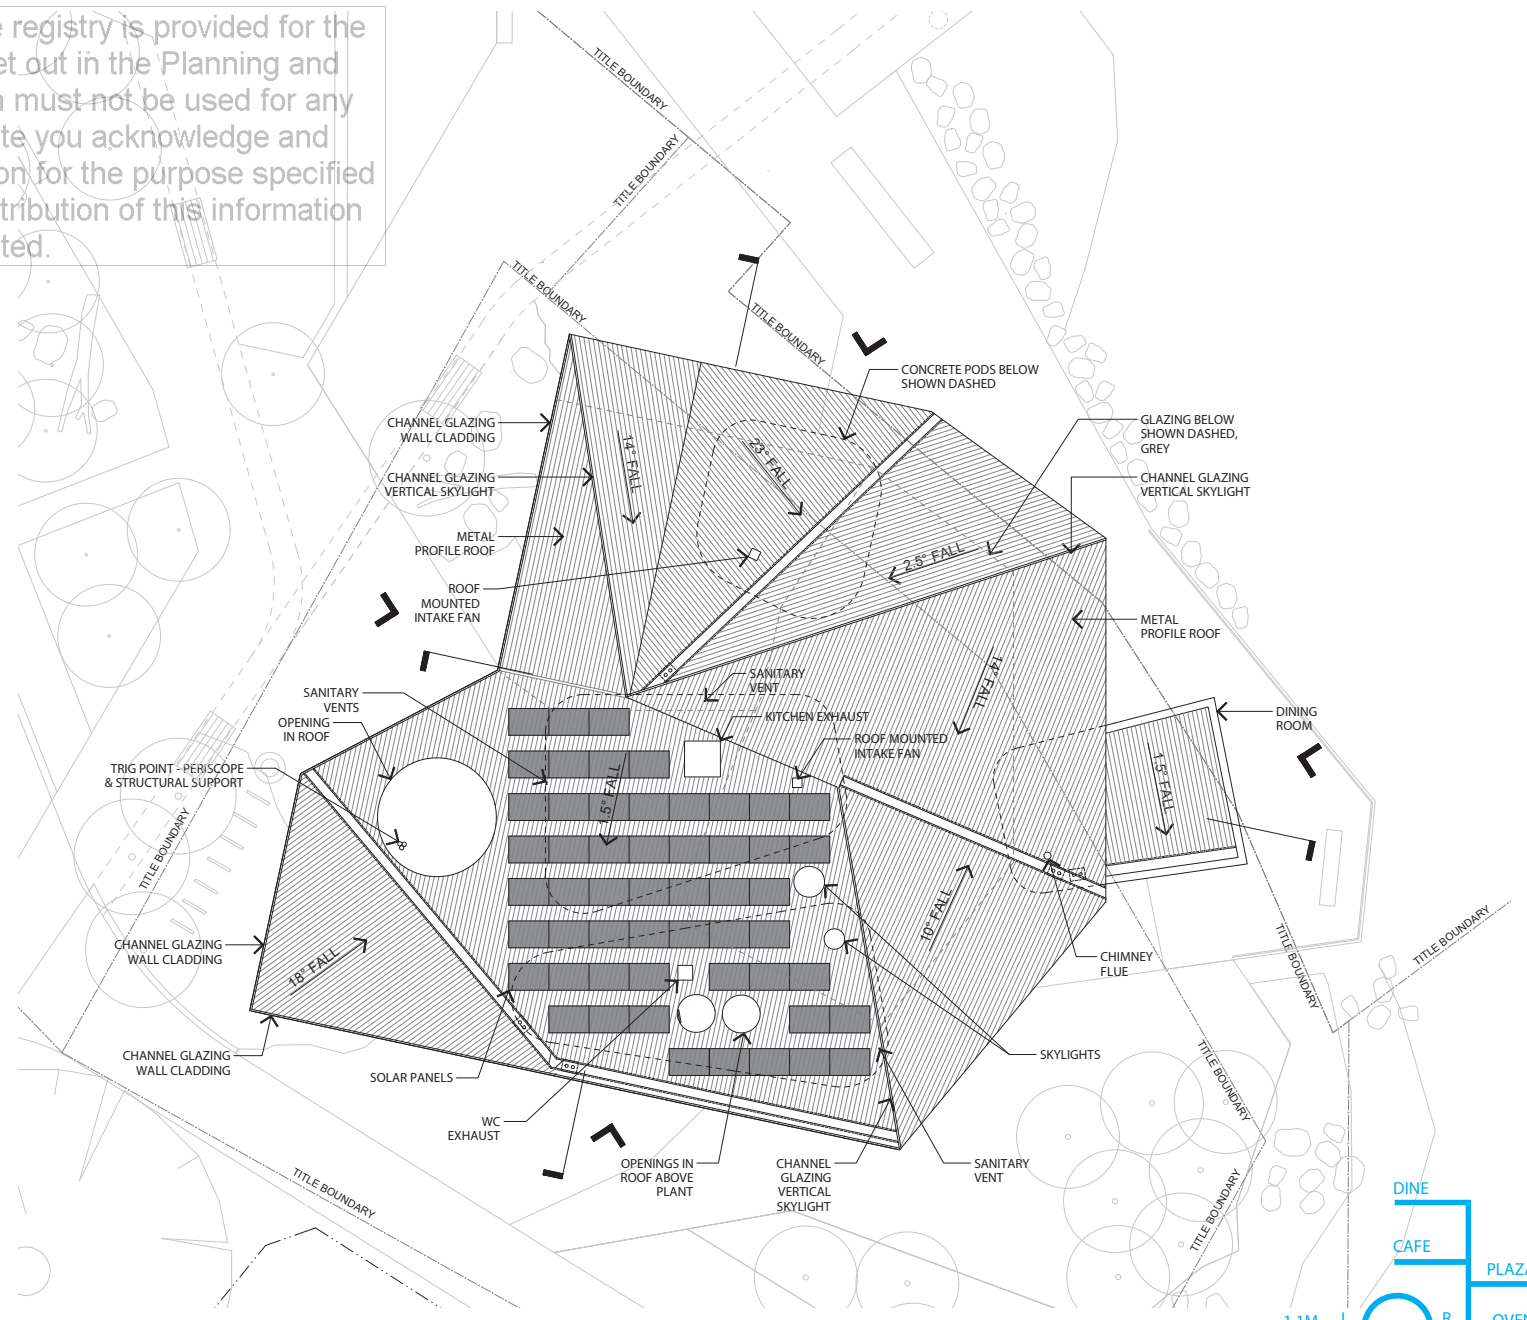 e registry is provided for the
et out in the Planning and
n must not be used for any
te you acknowledge and
on for the purpose specified
tribution of this information
ted.
TITLE BOUNDARY
TITLE BOUNDARY
TITLE BOUNDARY
TITLE BOUNDARY
CONCRETE PODS BELOW
SHOWN DASHED
CHANNEL GLAZING
WALL CLADDING
GLAZING BELOW
SHOWN DASHED,
GREY
CHANNEL GLAZING
VERTICAL SKYLIGHT
CHANNEL GLAZING
VERTICAL SKYLIGHT
14° FALL
23° FALL
METAL
PROFILE ROOF
2.5° FALL
ROOF
MOUNTED
INTAKE FAN
METAL
PROFILE ROOF
14° FALL
SANITARY
VENT
SANITARY
VENTS
KITCHEN EXHAUST
OPENING
IN ROOF
ROOF MOUNTED
INTAKE FAN
DINING
ROOM
TRIG POINT - PERISCOPE
& STRUCTURAL SUPPORT
1.5° FALL
1.5° FALL
TITLE BOUNDARY
10° FALL
CHANNEL GLAZING
WALL CLADDING
18° FALL
CHIMNEY
FLUE
TITLE BOUNDARY
TITLE BOUNDARY
CHANNEL GLAZING
WALL CLADDING
SOLAR PANELS
SKYLIGHTS
TITLE BOUNDARY
WC
EXHAUST
OPENINGS IN
ROOF ABOVE
PLANT
CHANNEL
GLAZING
VERTICAL
SKYLIGHT
SANITARY
VENT
TITLE BOUNDARY
TITLE BOUNDARY
DINE
CAFE
PLAZA
1.1M
L
R
OVEN